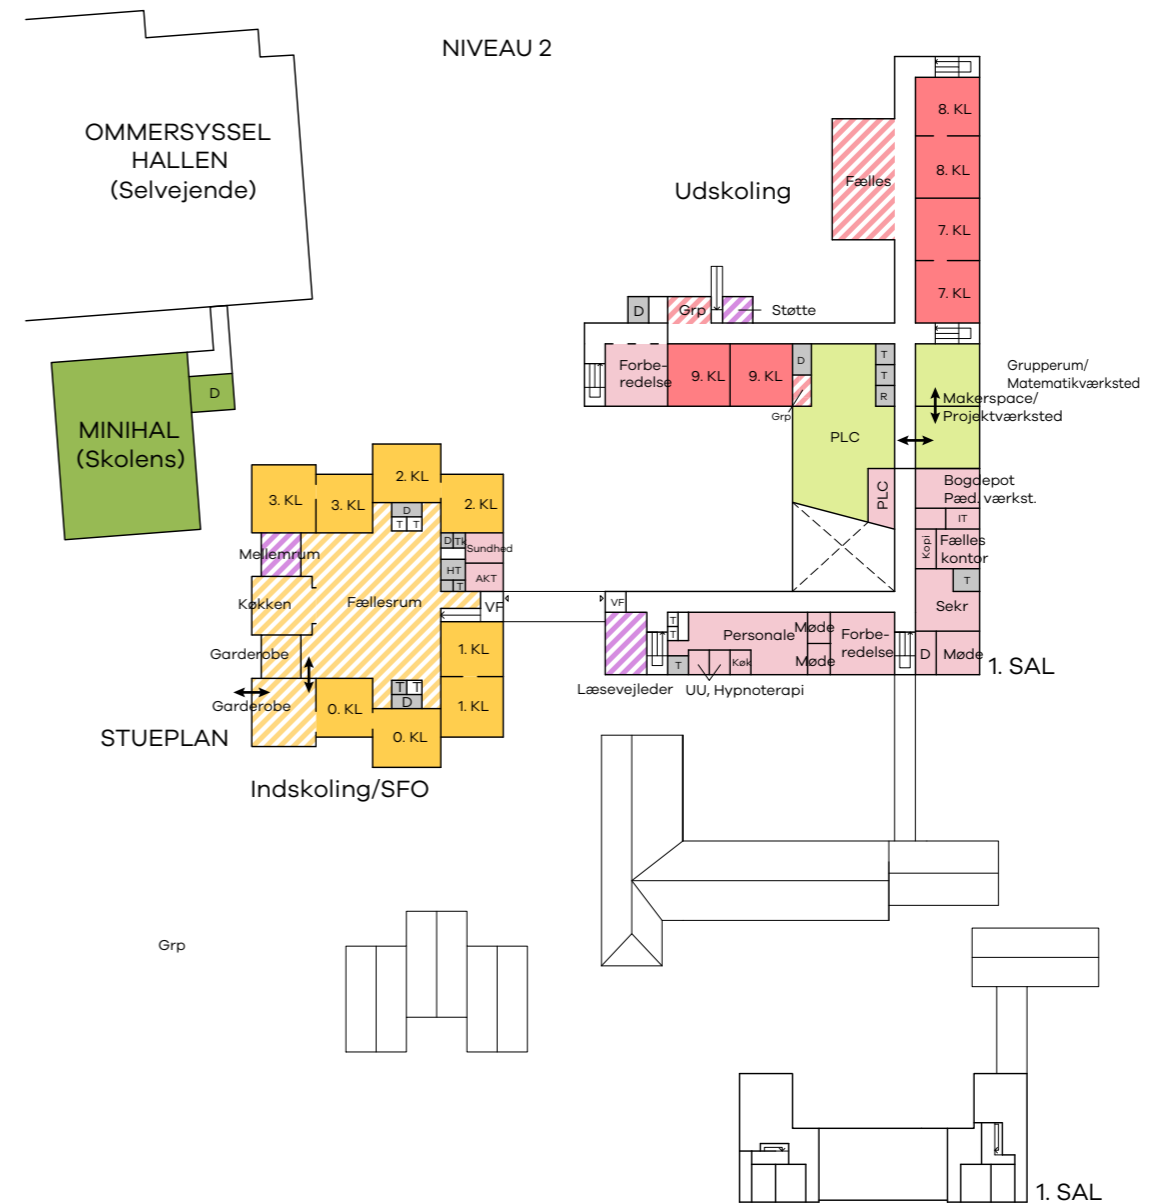 NIVEAU 2
OMMERSYSSEL
HALLEN
(Selvejende)
D
MINIHAL
(Skolens)
Udskoling
8. KL
8. KL
Fælles
7. KL
7. KL
D
Grp
Støtte
Forbe-
redelse
9. KL
9. KL
D
Grp
T
T
R
PLC
PLC
Grupperum/
Matematikværksted
Makerspace/
Projektværksted
Bogdepot
Pæd. værkst.
IT
Kopi
Fælles
kontor
T
Sekr
D
Møde
1. SAL
3. KL
3. KL
2. KL
2. KL
D
T
T
D
Tk
Sundhed
HT
T
AKT
Mellemrum
Køkken
Fællesrum
VF
Garderobe
Garderobe
1. KL
1. KL
0. KL
0. KL
T
T
D
STUEPLAN
Indskoling/SFO
VF
T
T
T
Personale
Køk
Møde
Møde
Forbe-
redelse
Læsevejleder
UU, Hypnoterapi
Grp
1. SAL